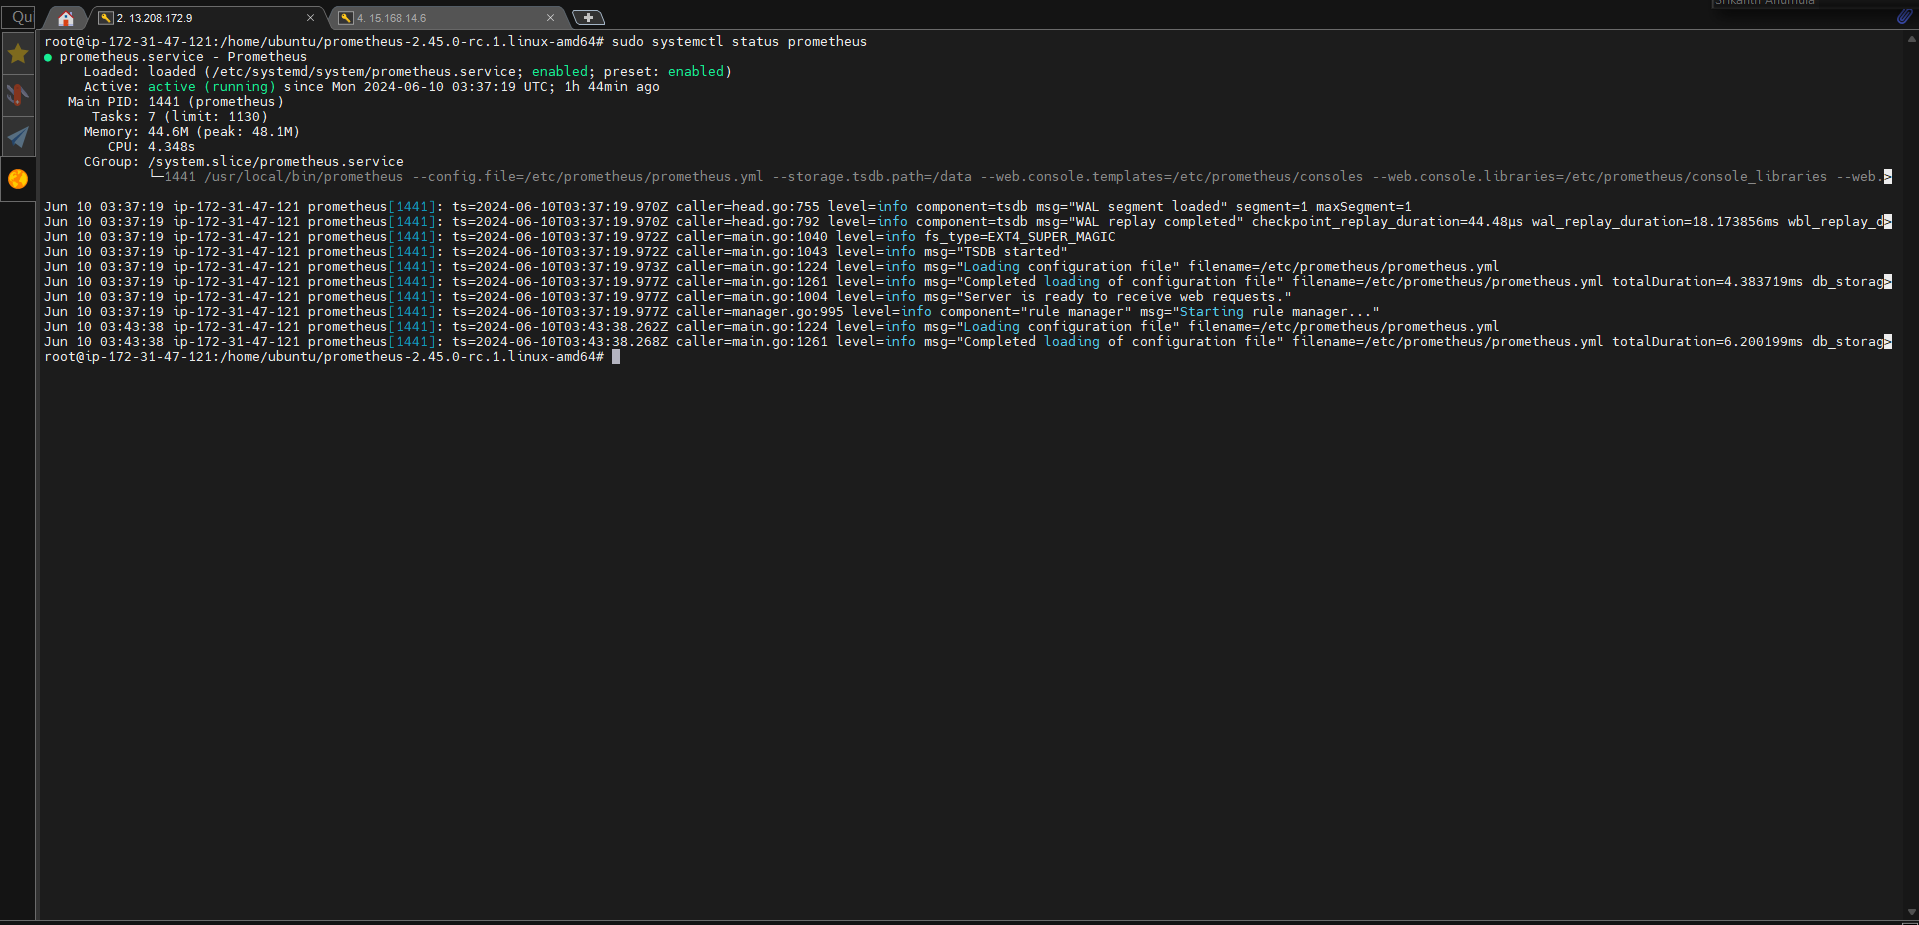 Qu
2. 13.208.172.9
4. 15.168.14.6
Srikanth Anumula
root@ip-172-31-47-121:/home/ubuntu/prometheus-2.45.0-rc.1.linux-amd64# sudo systemctl status prometheus
● prometheus.service - Prometheus
Loaded: loaded (/etc/systemd/system/prometheus.service; enabled; preset: enabled)
Active: active (running) since Mon 2024-06-10 03:37:19 UTC; 1h 44min ago
Main PID: 1441 (prometheus)
Tasks: 7 (limit: 1130)
Memory: 44.6M (peak: 48.1M)
CPU: 4.348s
CGroup: /system.slice/prometheus.service
└─1441 /usr/local/bin/prometheus --config.file=/etc/prometheus/prometheus.yml --storage.tsdb.path=/data --web.console.templates=/etc/prometheus/consoles --web.console.libraries=/etc/prometheus/console_libraries --web.>
Jun 10 03:37:19 ip-172-31-47-121 prometheus[1441]: ts=2024-06-10T03:37:19.970Z caller=head.go:755 level=info component=tsdb msg="WAL segment loaded" segment=1 maxSegment=1
Jun 10 03:37:19 ip-172-31-47-121 prometheus[1441]: ts=2024-06-10T03:37:19.970Z caller=head.go:792 level=info component=tsdb msg="WAL replay completed" checkpoint_replay_duration=44.48µs wal_replay_duration=18.173856ms wbl_replay_d>
Jun 10 03:37:19 ip-172-31-47-121 prometheus[1441]: ts=2024-06-10T03:37:19.972Z caller=main.go:1040 level=info fs_type=EXT4_SUPER_MAGIC
Jun 10 03:37:19 ip-172-31-47-121 prometheus[1441]: ts=2024-06-10T03:37:19.972Z caller=main.go:1043 level=info msg="TSDB started"
Jun 10 03:37:19 ip-172-31-47-121 prometheus[1441]: ts=2024-06-10T03:37:19.973Z caller=main.go:1224 level=info msg="Loading configuration file" filename=/etc/prometheus/prometheus.yml
Jun 10 03:37:19 ip-172-31-47-121 prometheus[1441]: ts=2024-06-10T03:37:19.977Z caller=main.go:1261 level=info msg="Completed loading of configuration file" filename=/etc/prometheus/prometheus.yml totalDuration=4.383719ms db_storag>
Jun 10 03:37:19 ip-172-31-47-121 prometheus[1441]: ts=2024-06-10T03:37:19.977Z caller=main.go:1004 level=info msg="Server is ready to receive web requests."
Jun 10 03:37:19 ip-172-31-47-121 prometheus[1441]: ts=2024-06-10T03:37:19.977Z caller=manager.go:995 level=info component="rule manager" msg="Starting rule manager..."
Jun 10 03:43:38 ip-172-31-47-121 prometheus[1441]: ts=2024-06-10T03:43:38.262Z caller=main.go:1224 level=info msg="Loading configuration file" filename=/etc/prometheus/prometheus.yml
Jun 10 03:43:38 ip-172-31-47-121 prometheus[1441]: ts=2024-06-10T03:43:38.268Z caller=main.go:1261 level=info msg="Completed loading of configuration file" filename=/etc/prometheus/prometheus.yml totalDuration=6.200199ms db_storag>
root@ip-172-31-47-121:/home/ubuntu/prometheus-2.45.0-rc.1.linux-amd64#